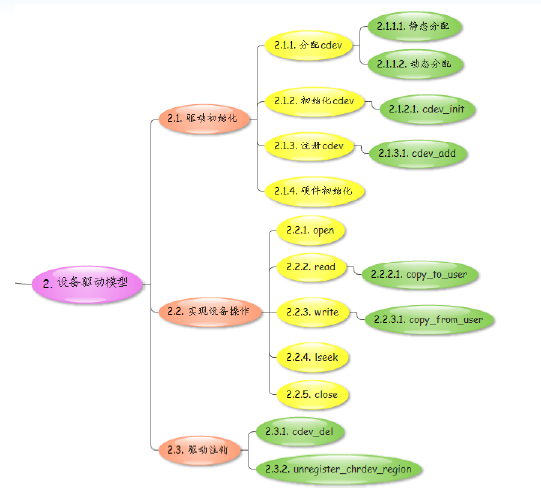 2. 设备驱动模型
2.1. 驱动初始化
2.1.1. 分配cdev
2.1.1.1. 静态分配
2.1.1.2. 动态分配
2.1.2. 初始化cdev
2.1.2.1. cdev_init
2.1.3. 注册cdev
2.1.3.1. cdev_add
2.1.4. 硬件初始化
2.2. 实现设备操作
2.2.1. open
2.2.2. read
2.2.2.1. copy_to_user
2.2.3. write
2.2.3.1. copy_from_user
2.2.4. lseek
2.2.5. close
2.3. 驱动注销
2.3.1. cdev_del
2.3.2. unregister_chrdev_region